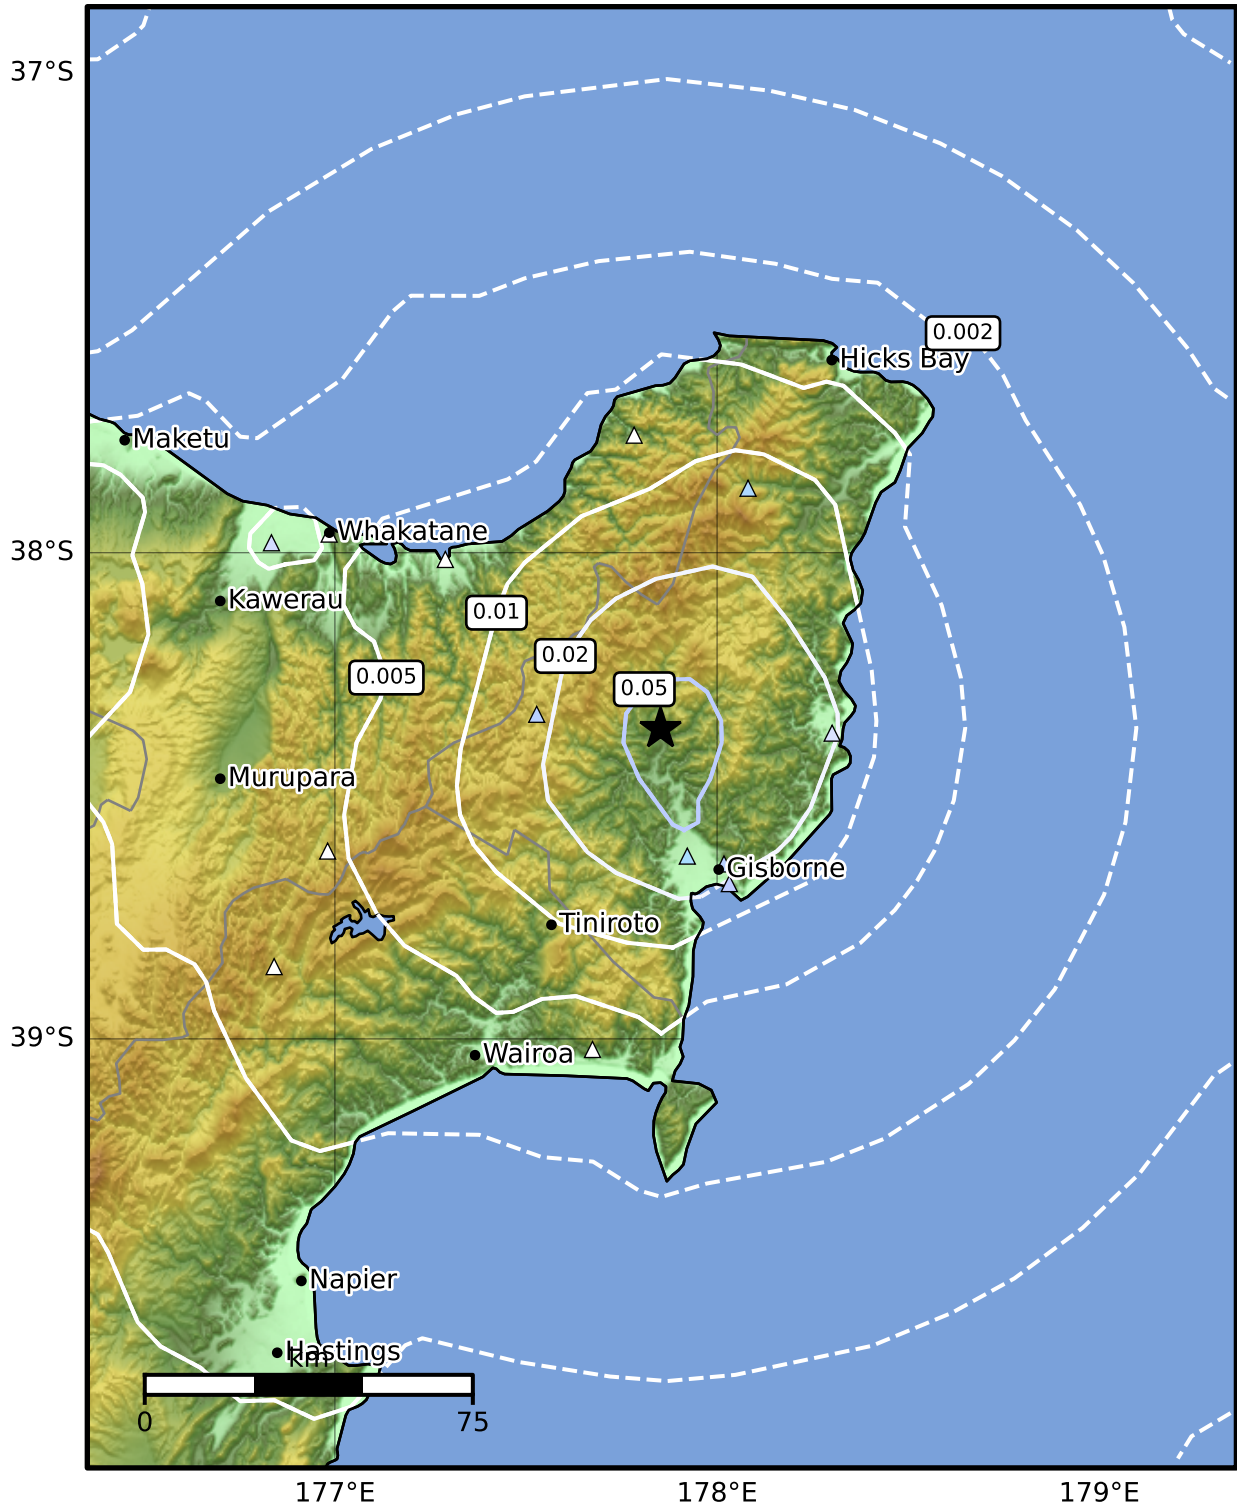 37°S
0.002
Hicks Bay
Maketu
Whakatane
38°S
Kawerau
0.01
0.02
0.005
0.05
Murupara
Gisborne
Tiniroto
39°S
Wairoa
Napier
Hastings
km
0
75
177°E
178°E
179°E